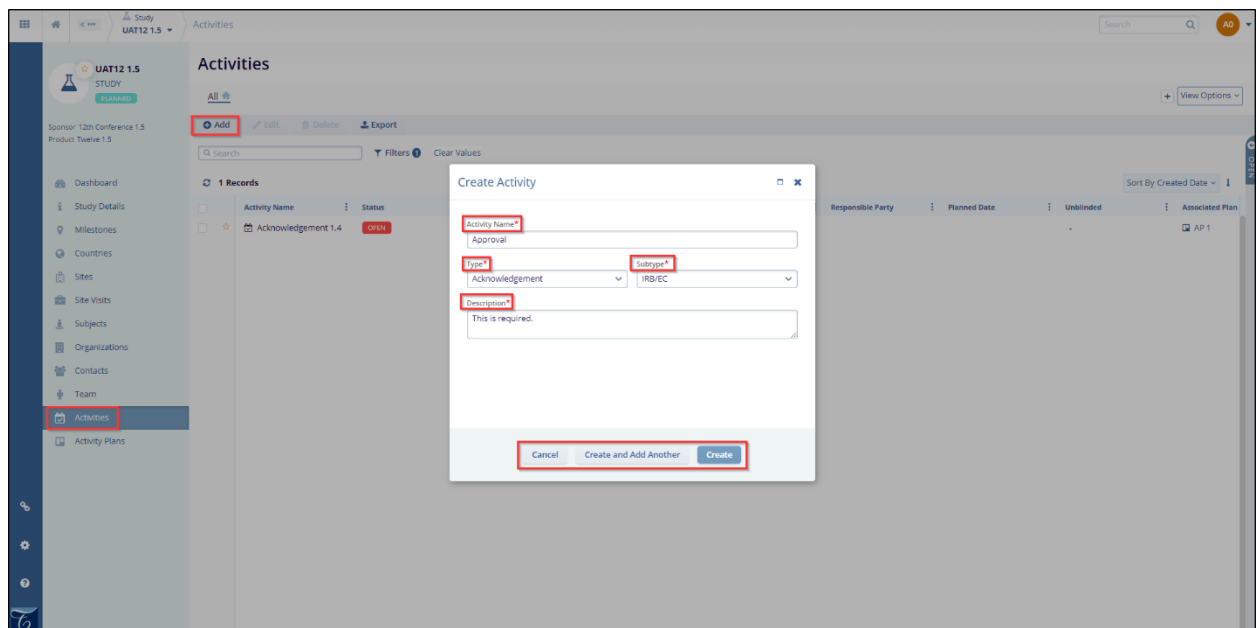 Study
UAT12 1.5
Activities
Search
AO
UAT12 1.5
STUDY
PLANNED
Sponsor 12th Conference 1.5
Product Twelve 1.5
Dashboard
Study Details
Milestones
Countries
Sites
Site Visits
Subjects
Organizations
Contacts
Team
Activities
Activity Plans
Activities
All
+ View Options
Add Edit Delete Export
Search Filters 1 Clear Values
OPEN
1 Records
Sort By Created Date
Activity Name Status Responsible Party Planned Date Unblinded Associated Plan
Acknowledgement 1.4 OPEN - AP 1
Create Activity
Activity Name*
Approval
Type* Subtype*
Acknowledgement IRB/EC
Description*
This is required.
Cancel Create and Add Another Create